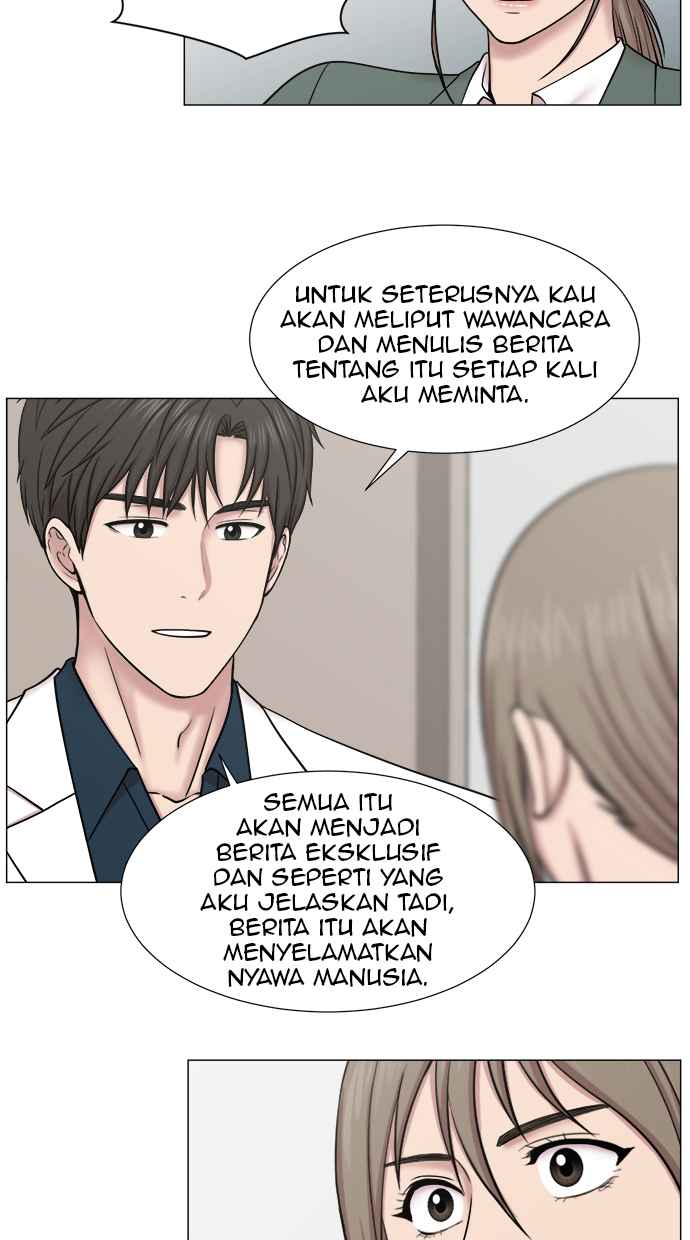 UNTUK SETERUSNYA KAU
AKAN MELIPUT WAWANCARA
DAN MENULIS BERITA
TENTANG ITU SETIAP KALI
AKU MEMINTA.
SEMUA ITU
AKAN MENJADI
BERITA EKSKLUSIF
DAN SEPERTI YANG
AKU JELASKAN TADI,
BERITA ITU AKAN
MENYELAMATKAN
NYAWA MANUSIA.